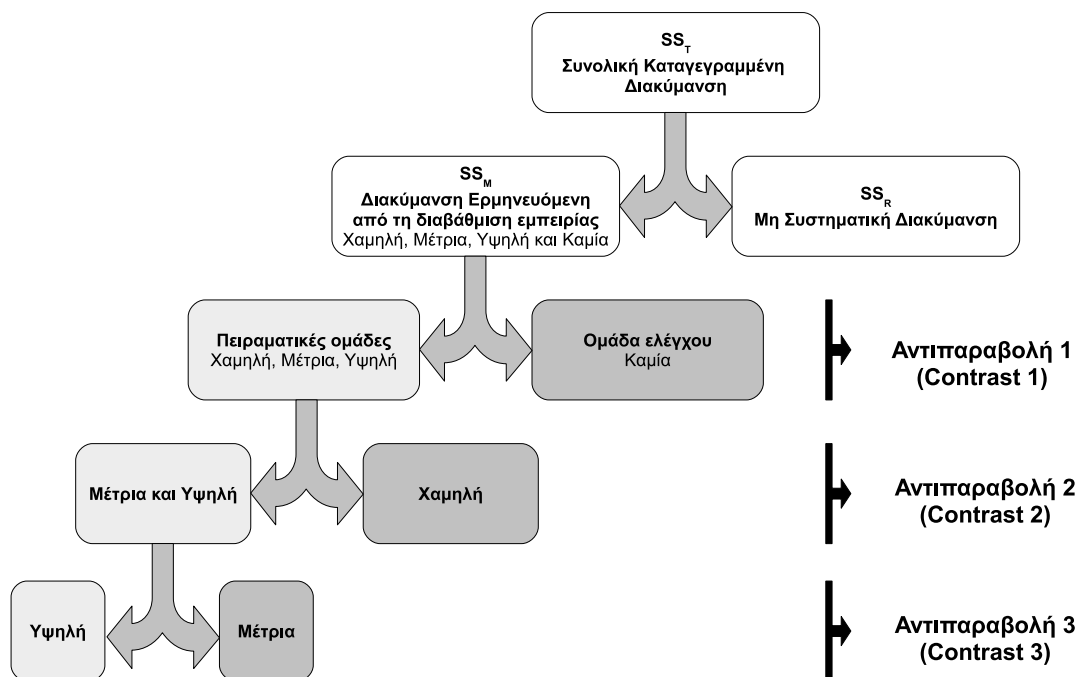 SS_T
Συνολική Καταγεγραμμένη
Διακύμανση
SS_M
Διακύμανση Ερμηνευόμενη
από τη διαβάθμιση εμπειρίας
Χαμηλή, Μέτρια, Υψηλή και Καμία
SS_R
Μη Συστηματική Διακύμανση
Πειραματικές ομάδες
Χαμηλή, Μέτρια, Υψηλή
Ομάδα ελέγχου
Καμία
Αντιπαραβολή 1
(Contrast 1)
Μέτρια και Υψηλή
Χαμηλή
Αντιπαραβολή 2
(Contrast 2)
Υψηλή
Μέτρια
Αντιπαραβολή 3
(Contrast 3)